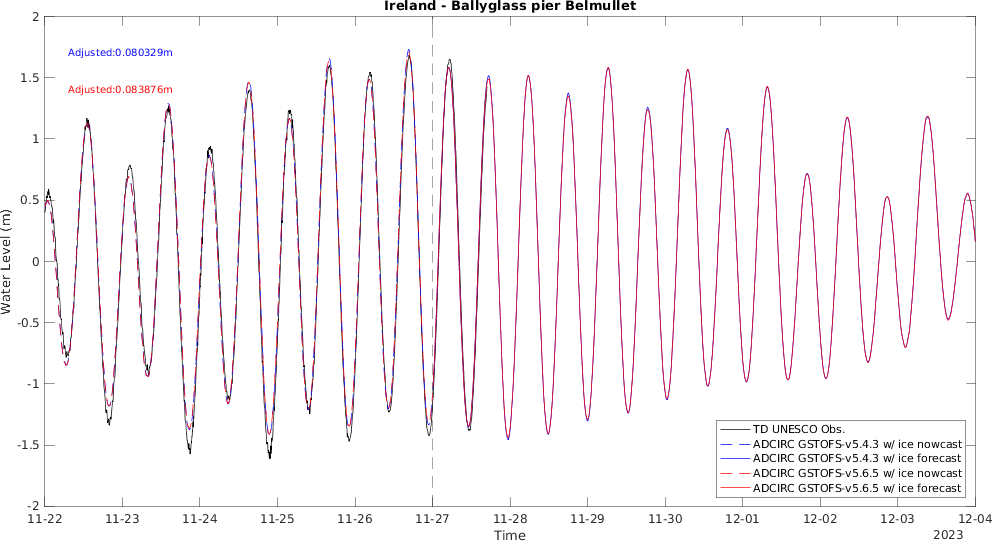 Ireland - Ballyglass pier Belmullet
Adjusted:0.080329m
Adjusted:0.083876m
2
1.5
1
0.5
0
-0.5
-1
-1.5
-2
Water Level (m)
TD UNESCO Obs.
ADCIRC GSTOFS-v5.4.3 w/ ice nowcast
ADCIRC GSTOFS-v5.4.3 w/ ice forecast
ADCIRC GSTOFS-v5.6.5 w/ ice nowcast
ADCIRC GSTOFS-v5.6.5 w/ ice forecast
11-22 11-23 11-24 11-25 11-26 11-27 11-28 11-29 11-30 12-01 12-02 12-03 12-04
Time
2023